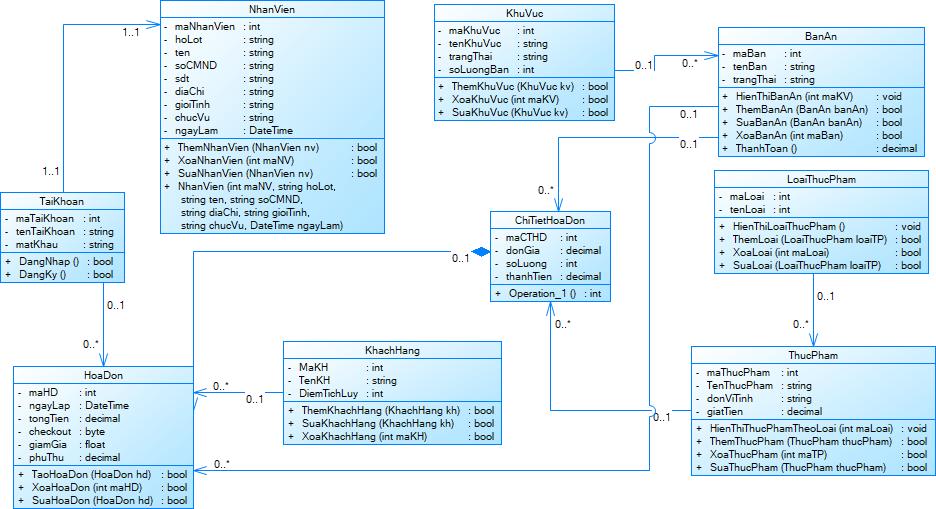 NhanVien
- maNhanVien : int
- hoLot : string
- ten : string
- soCMND : string
- sdt : string
- diaChi : string
- gioiTinh : string
- chucVu : string
- ngayLam : DateTime
+ ThemNhanVien (NhanVien nv) : bool
+ XoaNhanVien (int maNV) : bool
+ SuaNhanVien (NhanVien nv) : bool
+ NhanVien (int maNV, string hoLot,
string ten, string soCMND,
string diaChi, string gioiTinh,
string chucVu, DateTime ngayLam)
KhuVuc
- maKhuVuc : int
- tenKhuVuc : string
- trangThai : string
- soLuongBan : int
+ ThemKhuVuc (KhuVuc kv) : bool
+ XoaKhuVuc (int maKV) : bool
+ SuaKhuVuc (KhuVuc kv) : bool
BanAn
- maBan : int
- tenBan : string
- trangThai : string
+ HienThiBanAn (int maKV) : void
+ ThemBanAn (BanAn banAn) : bool
+ SuaBanAn (BanAn banAn) : bool
+ XoaBanAn (int maBan) : bool
+ ThanhToan () : decimal
1..1
0..1
0..*
0..1
0..1
1..1
0..*
TaiKhoan
- maTaiKhoan : int
- tenTaiKhoan : string
- matKhau : string
+ DangNhap () : bool
+ DangKy () : bool
ChiTietHoaDon
- maCTHD : int
- donGia : decimal
- soLuong : int
- thanhTien : decimal
+ Operation_1 () : int
LoaiThucPham
- maLoai : int
- tenLoai : int
+ HienThiLoaiThucPham () : void
+ ThemLoai (LoaiThucPham loaiTP) : bool
+ XoaLoai (int maLoai) : bool
+ SuaLoai (LoaiThucPham loaiTP) : bool
0..1
0..1
0..1
0..*
0..*
0..*
HoaDon
- maHD : int
- ngayLap : DateTime
- tongTien : decimal
- checkout : byte
- giamGia : float
- phuThu : decimal
+ TaoHoaDon (HoaDon hd) : bool
+ XoaHoaDon (int maHD) : bool
+ SuaHoaDon (HoaDon hd) : bool
KhachHang
- MaKH : int
- TenKH : string
- DiemTichLuy : int
+ ThemKhachHang (KhachHang kh) : bool
+ SuaKhachHang (KhachHang kh) : bool
+ XoaKhachHang (int maKH) : bool
ThucPham
- maThucPham : int
- TenThucPham : string
- donViTinh : string
- giatTien : decimal
+ HienThiThucPhamTheoLoai (int maLoai) : void
+ ThemThucPham (ThucPham thucPham) : bool
+ XoaThucPham (int maTP) : bool
+ SuaThucPham (ThucPham thucPham) : bool
0..*
0..1
0..1
0..*